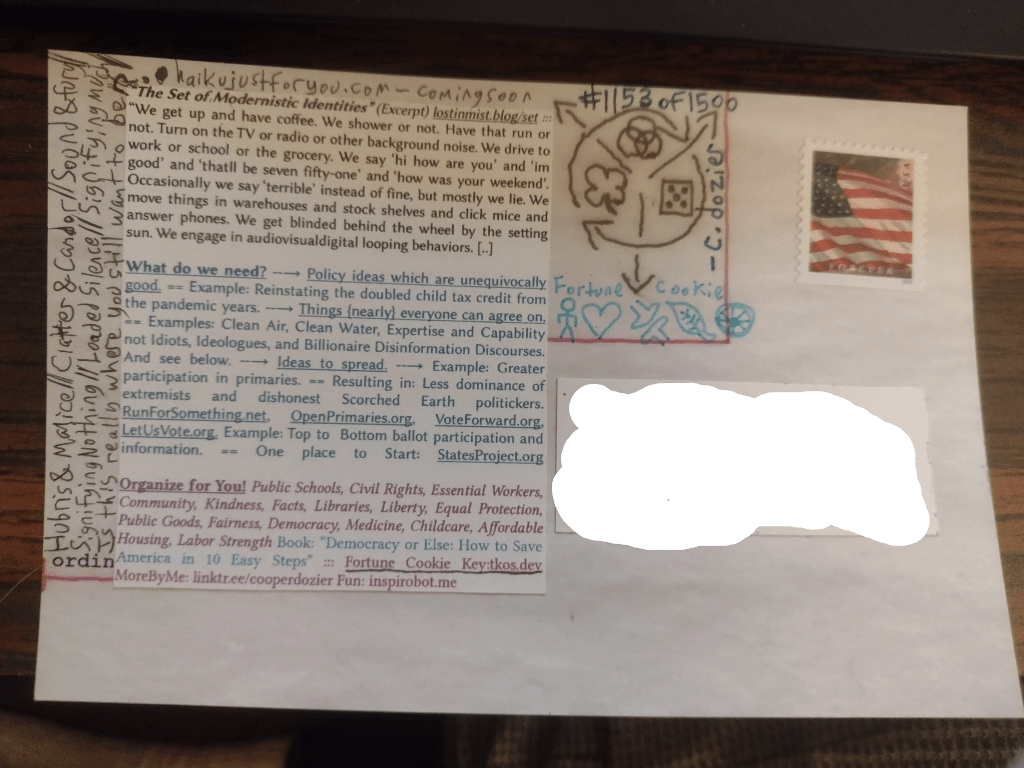 haikujustforyou.com - coming soon
"The Set of Modernistic Identities" (Excerpt) lostinmist.blog/set :::
"We get up and have coffee. We shower or not. Have that run or
not. Turn on the TV or radio or other background noise. We drive to
work or school or the grocery. We say 'hi how are you' and 'im
good' and 'thatll be seven fifty-one' and 'how was your weekend'.
Occasionally we say 'terrible' instead of fine, but mostly we lie. We
move things in warehouses and stock shelves and click mice and
answer phones. We get blinded behind the wheel by the setting
sun. We engage in audiovisualdigital looping behaviors. [..]
What do we need? ---→ Policy ideas which are unequivocally
good. == Example: Reinstating the doubled child tax credit from
the pandemic years. ---→ Things {nearly} everyone can agree on.
== Examples: Clean Air, Clean Water, Expertise and Capability
not Idiots, Ideologues, and Billionaire Disinformation Discourses.
And see below. ---→ Ideas to spread. ---→ Example: Greater
participation in primaries. == Resulting in: Less dominance of
extremists and dishonest Scorched Earth politickers.
RunForSomething.net, OpenPrimaries.org, VoteForward.org,
LetUsVote.org. Example: Top to Bottom ballot participation and
information. == One place to Start: StatesProject.org
Organize for You! Public Schools, Civil Rights, Essential Workers,
Community, Kindness, Facts, Libraries, Liberty, Equal Protection,
Public Goods, Fairness, Democracy, Medicine, Childcare, Affordable
Housing, Labor Strength Book: "Democracy or Else: How to Save
America in 10 Easy Steps" ::: Fortune Cookie Key:tkos.dev
MoreByMe: linktr.ee/cooperdozier Fun: inspirobot.me
Hubris & Malice//Clatter & Candor//Sound & fury//
Signifying Nothing//Loaded Silence//Signifying much
Is this really where you still want to be?
ordin
#1153 of 1500
- C. dozier
Fortune Cookie
USA
FOREVER